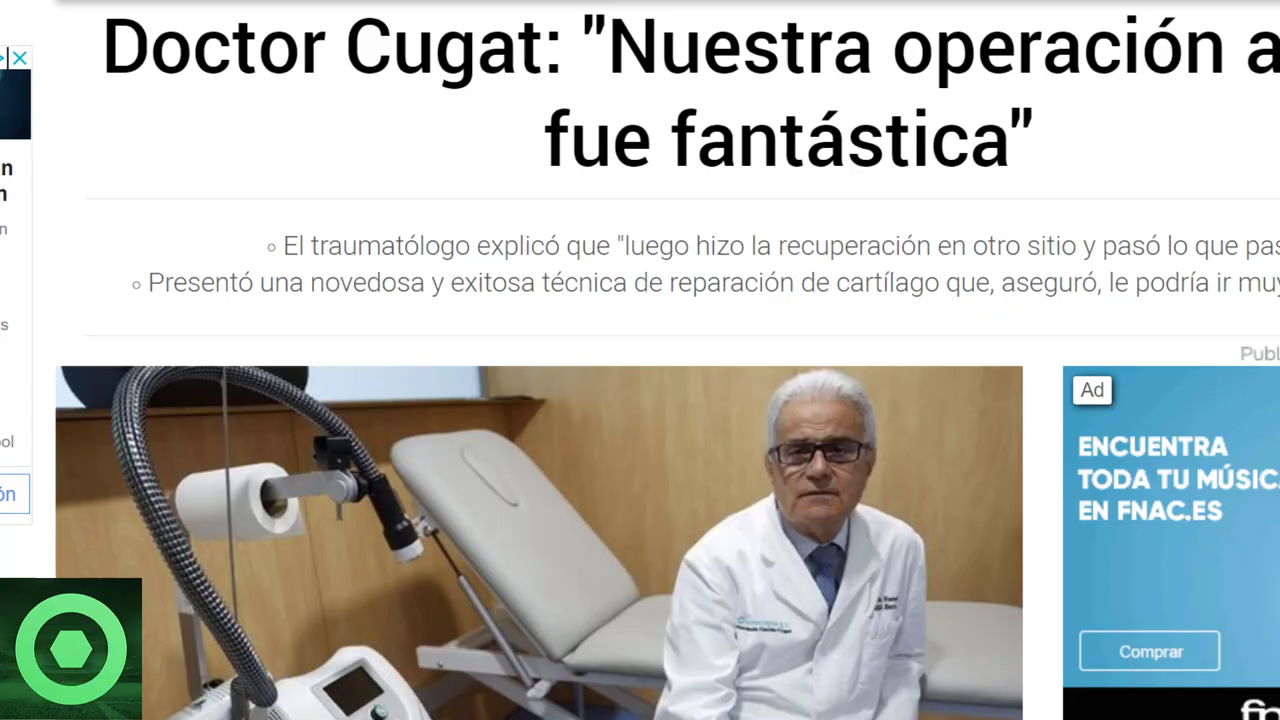 Doctor Cugat: "Nuestra operación a
fue fantástica"
El traumatólogo explicó que "luego hizo la recuperación en otro sitio y pasó lo que pas
Presentó una novedosa y exitosa técnica de reparación de cartílago que, aseguró, le podría ir muy
Publ
Ad
ENCUENTRA
TODA TU MÚSICA
EN FNAC.ES
Comprar
ón